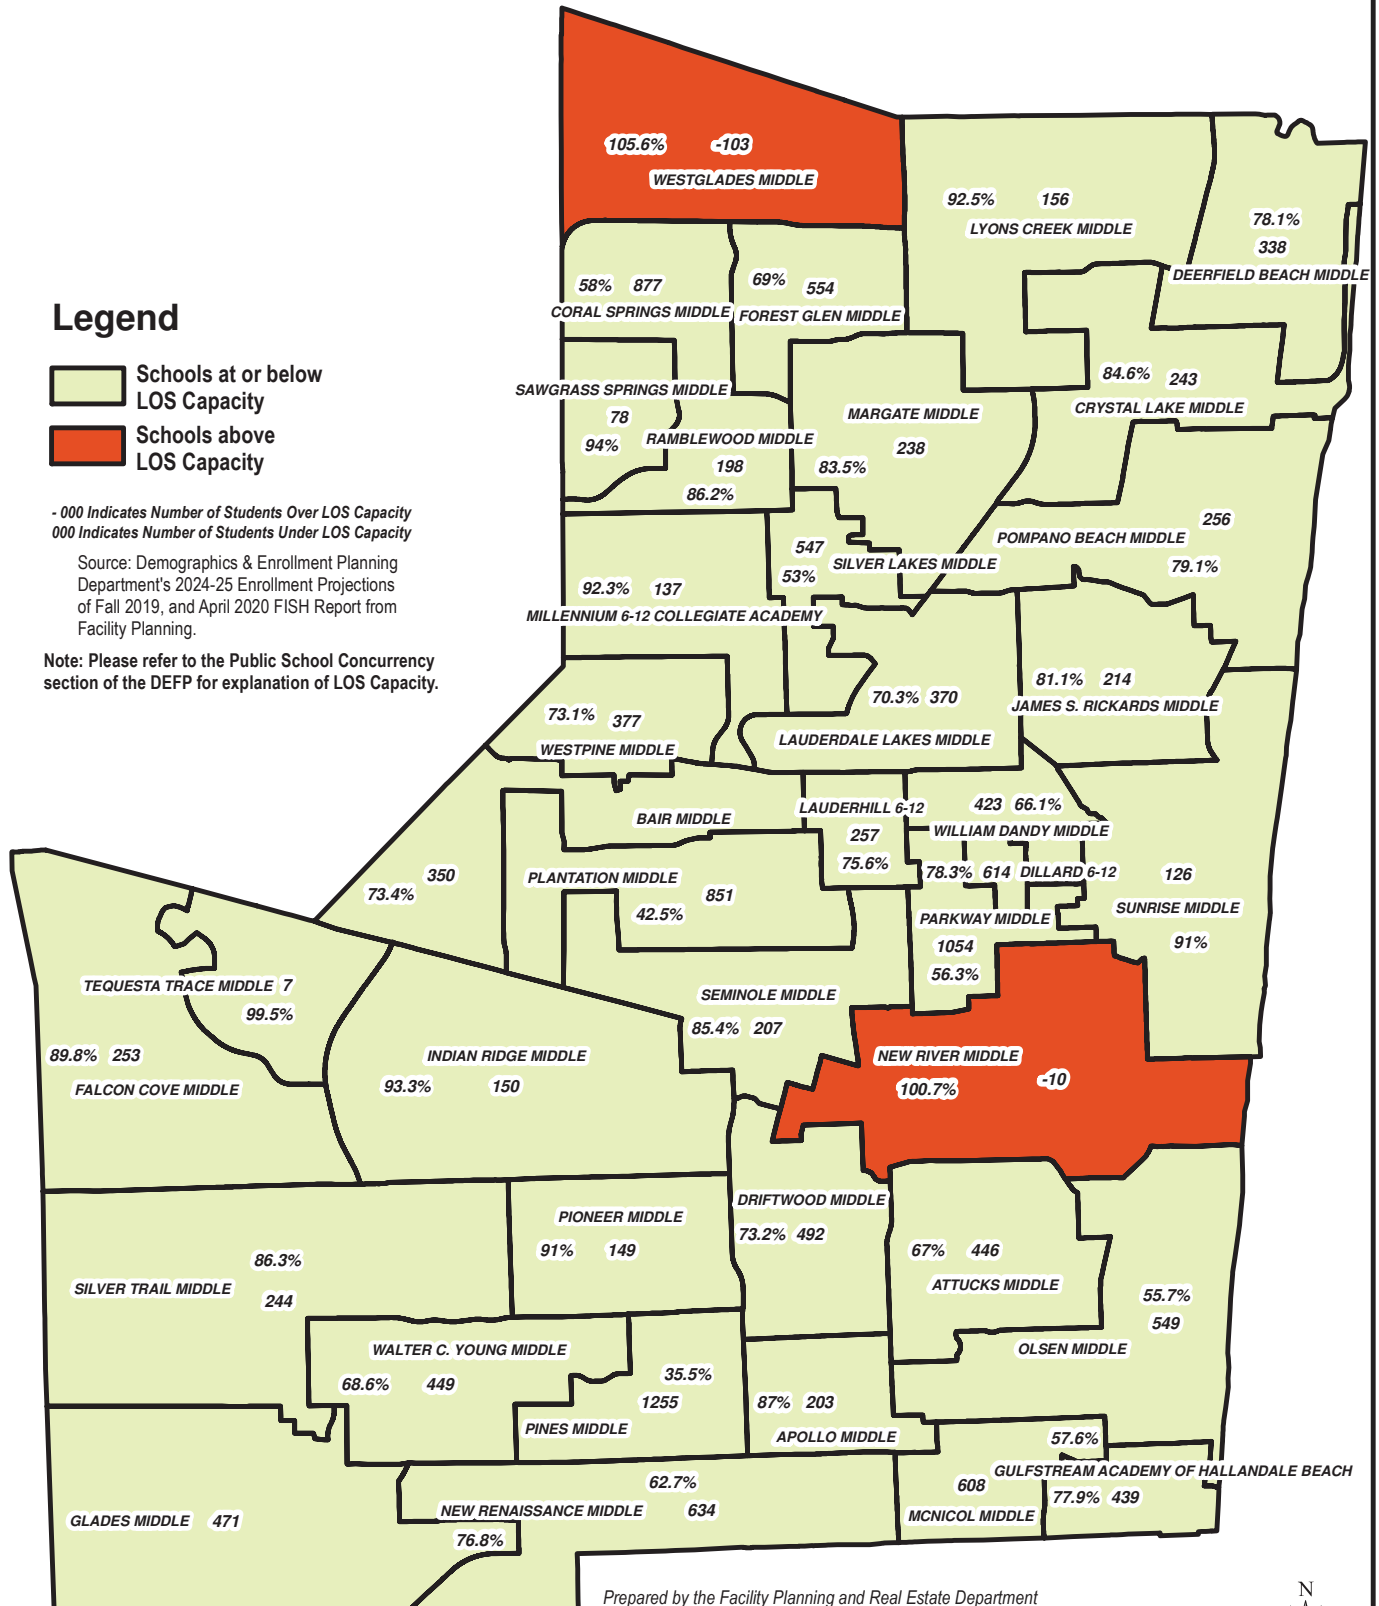 105.6% -103
WESTGLADES MIDDLE
92.5% 156
LYONS CREEK MIDDLE
78.1%
338
DEERFIELD BEACH MIDDLE
58% 877
CORAL SPRINGS MIDDLE
69% 554
FOREST GLEN MIDDLE
Legend
Schools at or below
LOS Capacity
Schools above
LOS Capacity
- 000 Indicates Number of Students Over LOS Capacity
000 Indicates Number of Students Under LOS Capacity
Source: Demographics & Enrollment Planning
Department's 2024-25 Enrollment Projections
of Fall 2019, and April 2020 FISH Report from
Facility Planning.
Note: Please refer to the Public School Concurrency
section of the DEFP for explanation of LOS Capacity.
84.6% 243
CRYSTAL LAKE MIDDLE
SAWGRASS SPRINGS MIDDLE
78
94%
RAMBLEWOOD MIDDLE
198
86.2%
MARGATE MIDDLE
238
83.5%
256
POMPANO BEACH MIDDLE
79.1%
547
53%
SILVER LAKES MIDDLE
92.3% 137
MILLENNIUM 6-12 COLLEGIATE ACADEMY
81.1% 214
JAMES S. RICKARDS MIDDLE
70.3% 370
LAUDERDALE LAKES MIDDLE
73.1% 377
WESTPINE MIDDLE
BAIR MIDDLE
350
73.4%
LAUDERHILL 6-12
257
75.6%
423 66.1%
WILLIAM DANDY MIDDLE
78.3% 614 DILLARD 6-12
PLANTATION MIDDLE
851
42.5%
PARKWAY MIDDLE
1054
56.3%
126
SUNRISE MIDDLE
91%
TEQUESTA TRACE MIDDLE 7
99.5%
SEMINOLE MIDDLE
85.4% 207
89.8% 253
FALCON COVE MIDDLE
INDIAN RIDGE MIDDLE
93.3% 150
NEW RIVER MIDDLE
100.7% -10
DRIFTWOOD MIDDLE
73.2% 492
PIONEER MIDDLE
91% 149
67% 446
ATTUCKS MIDDLE
86.3%
SILVER TRAIL MIDDLE
244
55.7%
549
OLSEN MIDDLE
WALTER C. YOUNG MIDDLE
68.6% 449
35.5%
1255
PINES MIDDLE
87% 203
APOLLO MIDDLE
57.6%
608
MCNICOL MIDDLE
GULFSTREAM ACADEMY OF HALLANDALE BEACH
77.9% 439
62.7%
NEW RENAISSANCE MIDDLE 634
GLADES MIDDLE 471
76.8%
Prepared by the Facility Planning and Real Estate Department
N